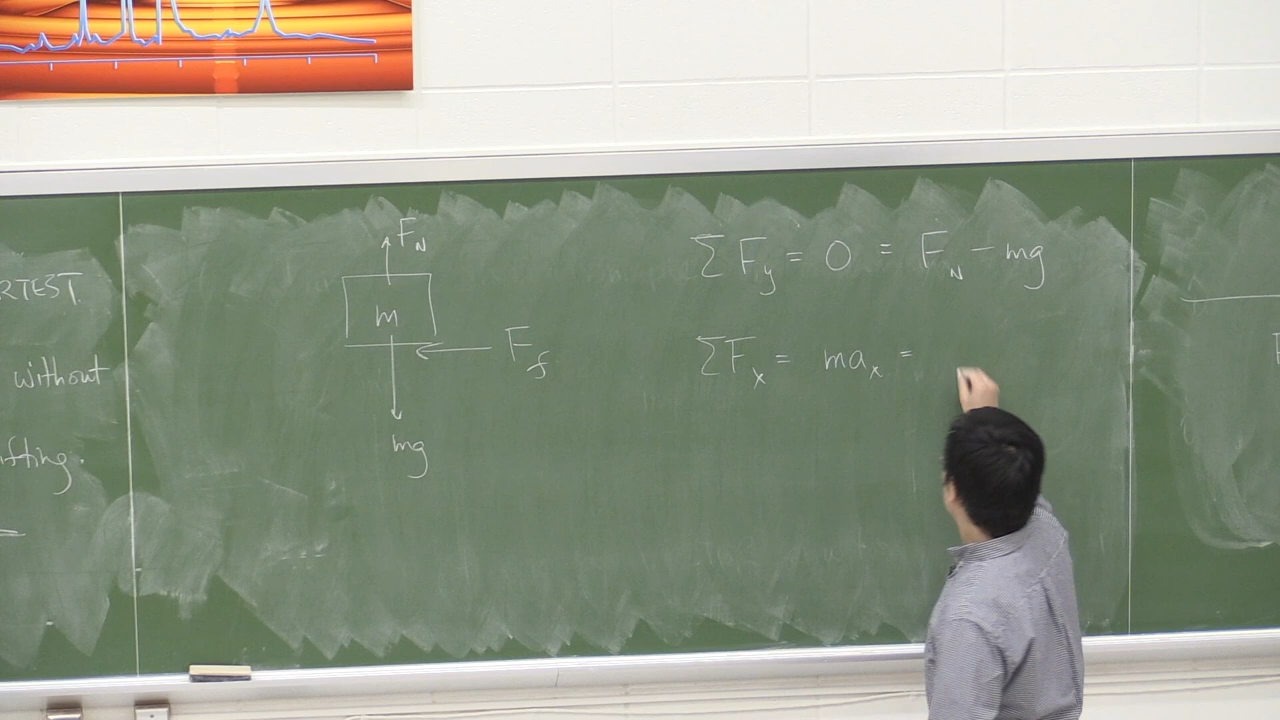 RTEST.
without
fting.
F_N
m
F_f
mg
ΣF_y = 0 = F_N - mg
ΣF_x = ma_x =